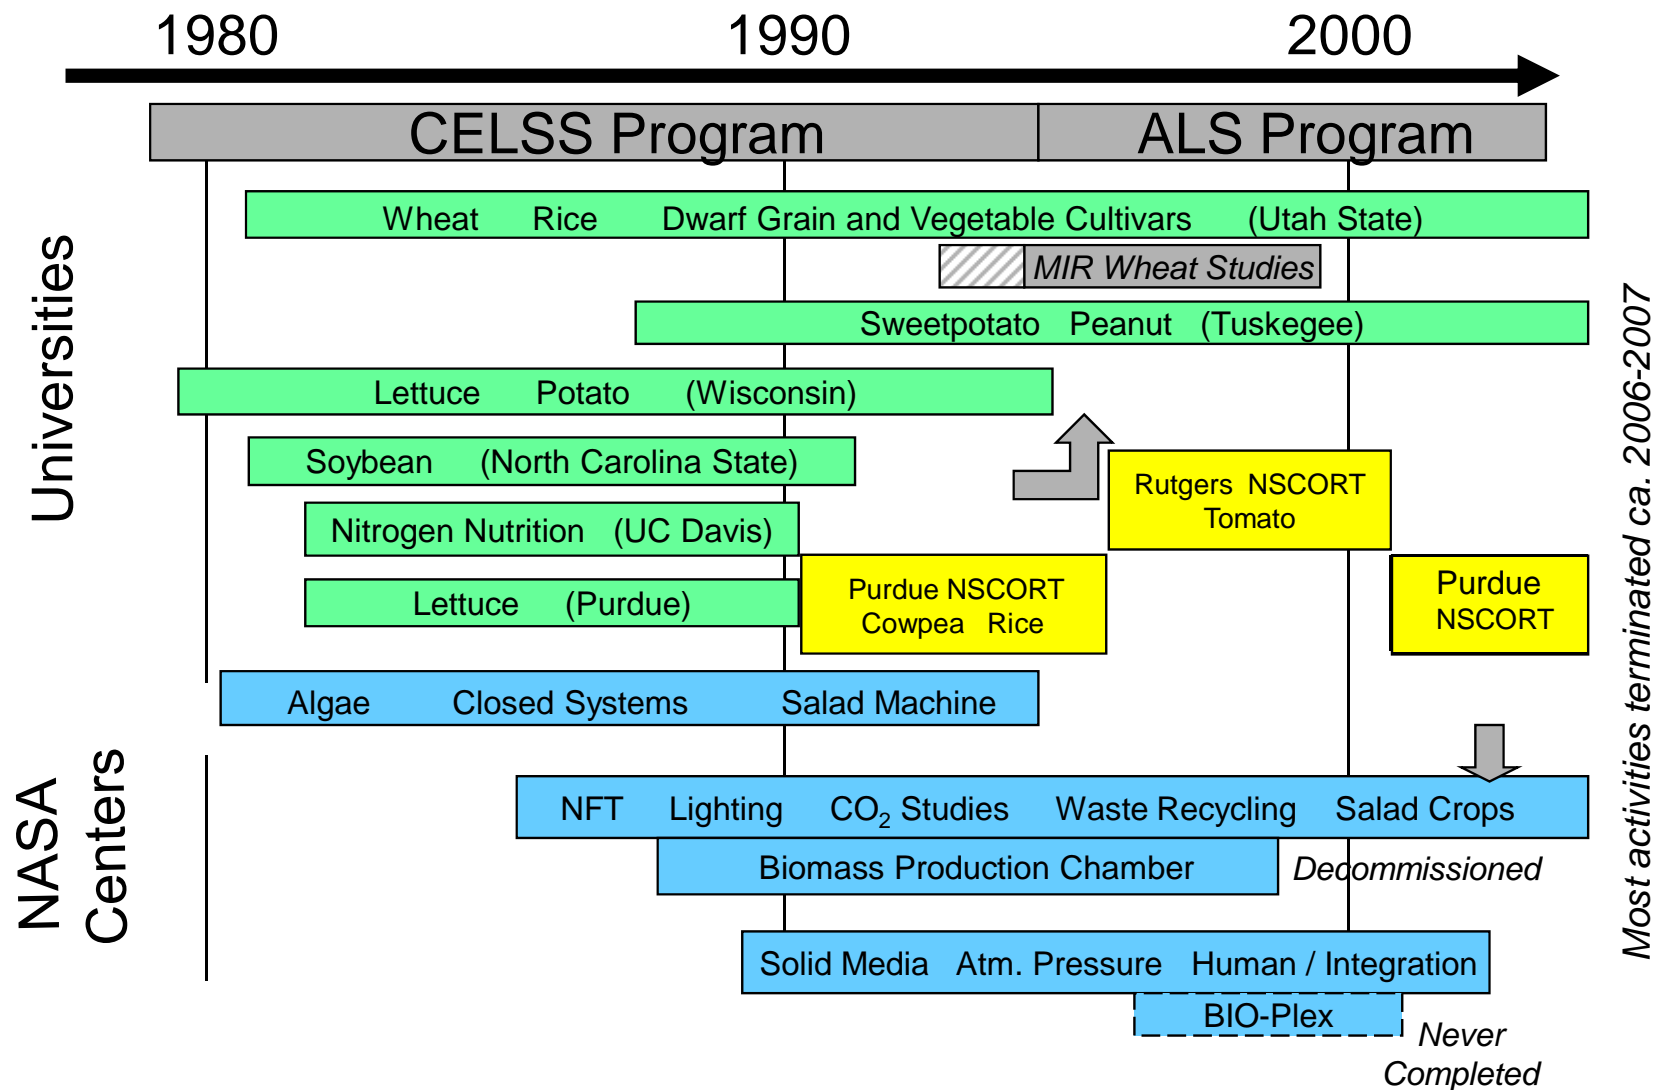 1980 1990 2000
CELSS Program ALS Program
Universities
Wheat Rice Dwarf Grain and Vegetable Cultivars (Utah State)
MIR Wheat Studies
Sweetpotato Peanut (Tuskegee)
Lettuce Potato (Wisconsin)
Soybean (North Carolina State)
Rutgers NSCORT
Tomato
Nitrogen Nutrition (UC Davis)
Lettuce (Purdue)
Purdue NSCORT
Cowpea Rice
Purdue
NSCORT
NASA
Centers
Algae Closed Systems Salad Machine
NFT Lighting CO₂ Studies Waste Recycling Salad Crops
Biomass Production Chamber Decommissioned
Solid Media Atm. Pressure Human / Integration
BIO-Plex
Never
Completed
Most activities terminated ca. 2006-2007